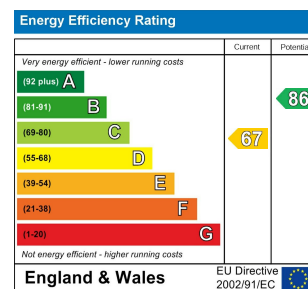 Energy Efficiency Rating
Current Potentia
Very energy efficient - lower running costs
(92 plus) A
(81-91) B
(69-80) C
(55-68) D
(39-54) E
(21-38) F
(1-20) G
67
86
Not energy efficient - higher running costs
England & Wales
EU Directive
2002/91/EC